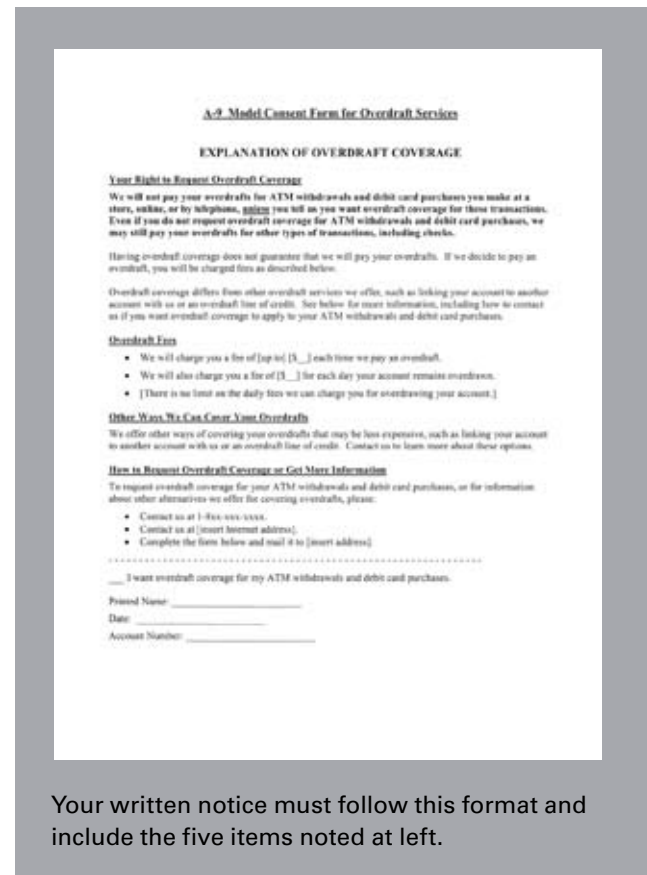 A-9 Model Consent Form for Overdraft Services
EXPLANATION OF OVERDRAFT COVERAGE
Your Right to Request Overdraft Coverage
We will not pay your overdrafts for ATM withdrawals and debit card purchases you make at a
store, online, or by telephone, unless you tell us you want overdraft coverage for these transactions.
Even if you do not request overdraft coverage for ATM withdrawals and debit card purchases, we
may still pay your overdrafts for other types of transactions, including checks.
Having overdraft coverage does not guarantee that we will pay your overdrafts. If we decide to pay an
overdraft, you will be charged fees as described below.
Overdraft coverage differs from other overdraft services we offer, such as linking your account to another
account with us or an overdraft line of credit. See below for more information, including how to contact
us if you want overdraft coverage to apply to your ATM withdrawals and debit card purchases.
Overdraft Fees
• We will charge you a fee of [up to] [$__] each time we pay an overdraft.
• We will also charge you a fee of [$__] for each day your account remains overdrawn.
• [There is no limit on the daily fees we can charge you for overdrawing your account.]
Other Ways We Can Cover Your Overdrafts
We offer other ways of covering your overdrafts that may be less expensive, such as linking your account
to another account with us or an overdraft line of credit. Contact us to learn more about these options.
How to Request Overdraft Coverage or Get More Information
To request overdraft coverage for your ATM withdrawals and debit card purchases, or for information
about other alternatives we offer for covering overdrafts, please:
• Contact us at 1-8xx-xxx-xxxx.
• Contact us at [insert Internet address].
• Complete the form below and mail it to [insert address]
___ I want overdraft coverage for my ATM withdrawals and debit card purchases.
Printed Name: ____________________
Date: ____________________
Account Number: ____________________
Your written notice must follow this format and
include the five items noted at left.